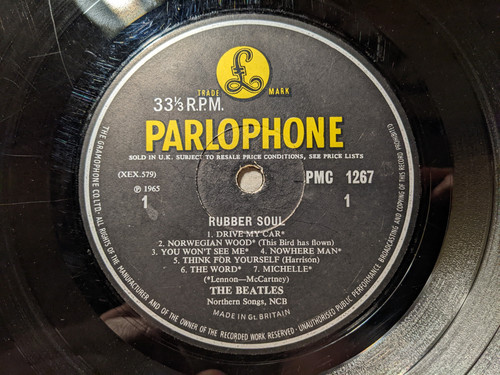 £
TRADE MARK
33⅓ R.P.M.
PARLOPHONE
SOLD IN U.K. SUBJECT TO RESALE PRICE CONDITIONS, SEE PRICE LISTS
(XEX.579)
PMC 1267
℗ 1965
1
1
RUBBER SOUL
1. DRIVE MY CAR*
2. NORWEGIAN WOOD* (This Bird has flown)
3. YOU WON'T SEE ME* 4. NOWHERE MAN*
5. THINK FOR YOURSELF (Harrison)
6. THE WORD* 7. MICHELLE*
(*Lennon—McCartney)
THE BEATLES
Northern Songs, NCB
MADE IN Gt. BRITAIN
THE GRAMOPHONE CO. LTD. ALL RIGHTS OF THE MANUFACTURER AND OF THE OWNER OF THE RECORDED WORK RESERVED. UNAUTHORISED PUBLIC PERFORMANCE, BROADCASTING AND COPYING OF THIS RECORD PROHIBITED